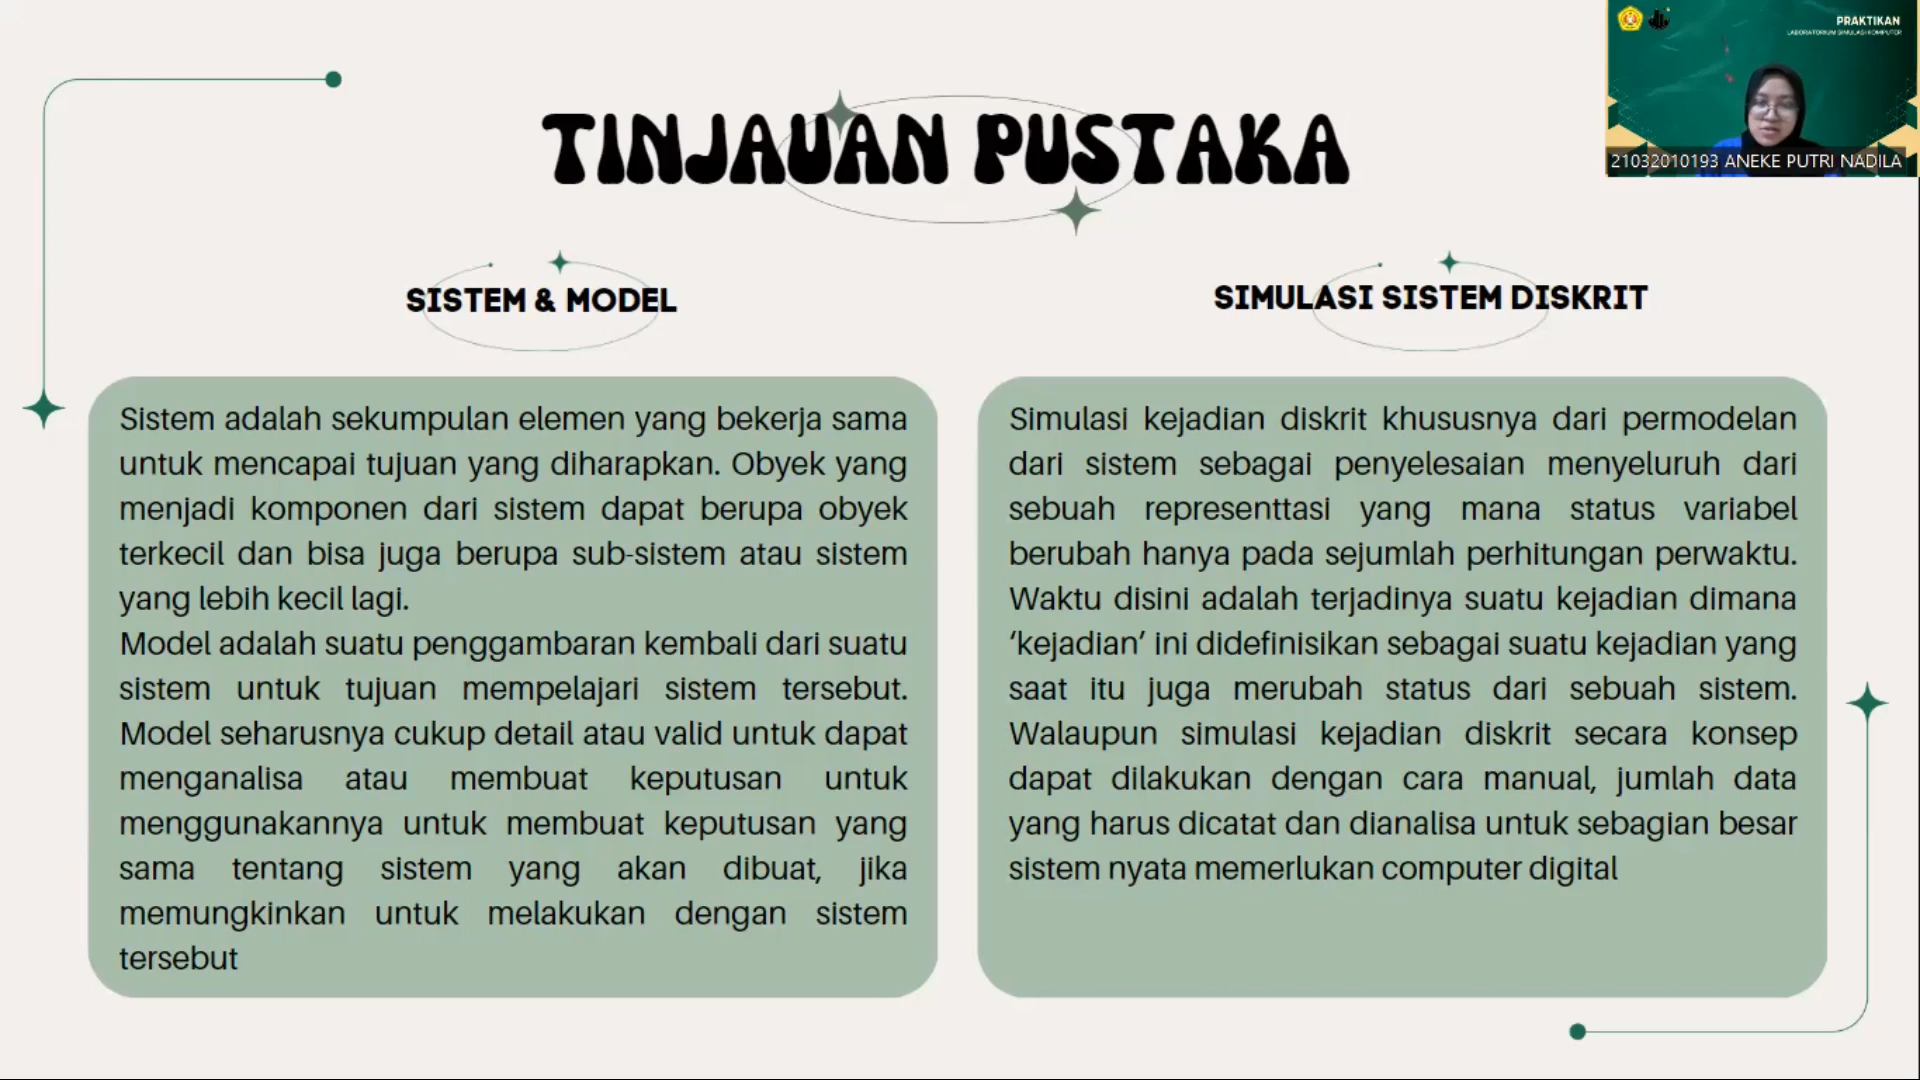 PRAKTIKAN
LABORATORIUM SIMULASI KOMPUTER
21032010193 ANEKE PUTRI NADILA
TINJAUAN PUSTAKA
SISTEM & MODEL
Sistem adalah sekumpulan elemen yang bekerja sama
untuk mencapai tujuan yang diharapkan. Obyek yang
menjadi komponen dari sistem dapat berupa obyek
terkecil dan bisa juga berupa sub-sistem atau sistem
yang lebih kecil lagi.
Model adalah suatu penggambaran kembali dari suatu
sistem untuk tujuan mempelajari sistem tersebut.
Model seharusnya cukup detail atau valid untuk dapat
menganalisa atau membuat keputusan untuk
menggunakannya untuk membuat keputusan yang
sama tentang sistem yang akan dibuat, jika
memungkinkan untuk melakukan dengan sistem
tersebut
SIMULASI SISTEM DISKRIT
Simulasi kejadian diskrit khususnya dari permodelan
dari sistem sebagai penyelesaian menyeluruh dari
sebuah representtasi yang mana status variabel
berubah hanya pada sejumlah perhitungan perwaktu.
Waktu disini adalah terjadinya suatu kejadian dimana
‘kejadian’ ini didefinisikan sebagai suatu kejadian yang
saat itu juga merubah status dari sebuah sistem.
Walaupun simulasi kejadian diskrit secara konsep
dapat dilakukan dengan cara manual, jumlah data
yang harus dicatat dan dianalisa untuk sebagian besar
sistem nyata memerlukan computer digital